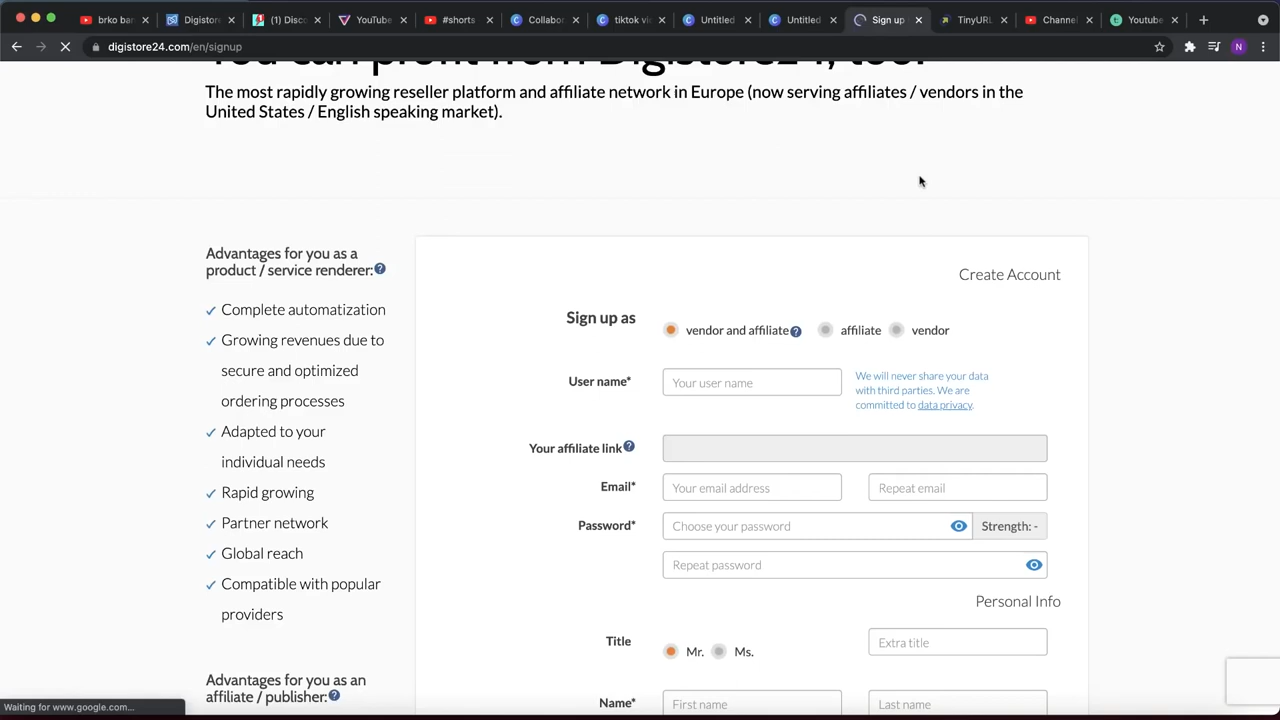 brko bar
Digistore
(1) Disco
YouTube
#shorts
Collabor
tiktok vi
Untitled
Untitled
Sign up
TinyURL
Channel
Youtube
digistore24.com/en/signup
N
You can profit from Digistore24, too!
The most rapidly growing reseller platform and affiliate network in Europe (now serving affiliates / vendors in the
United States / English speaking market).
Advantages for you as a
product / service renderer:
Complete automatization
Growing revenues due to
secure and optimized
ordering processes
Adapted to your
individual needs
Rapid growing
Partner network
Global reach
Compatible with popular
providers
Advantages for you as an
affiliate / publisher:
Create Account
Sign up as
vendor and affiliate
affiliate
vendor
User name*
Your user name
We will never share your data
with third parties. We are
committed to data privacy.
Your affiliate link
Email*
Your email address
Repeat email
Password*
Choose your password
Strength: -
Repeat password
Personal Info
Title
Mr.
Ms.
Extra title
Name*
First name
Last name
Waiting for www.google.com...